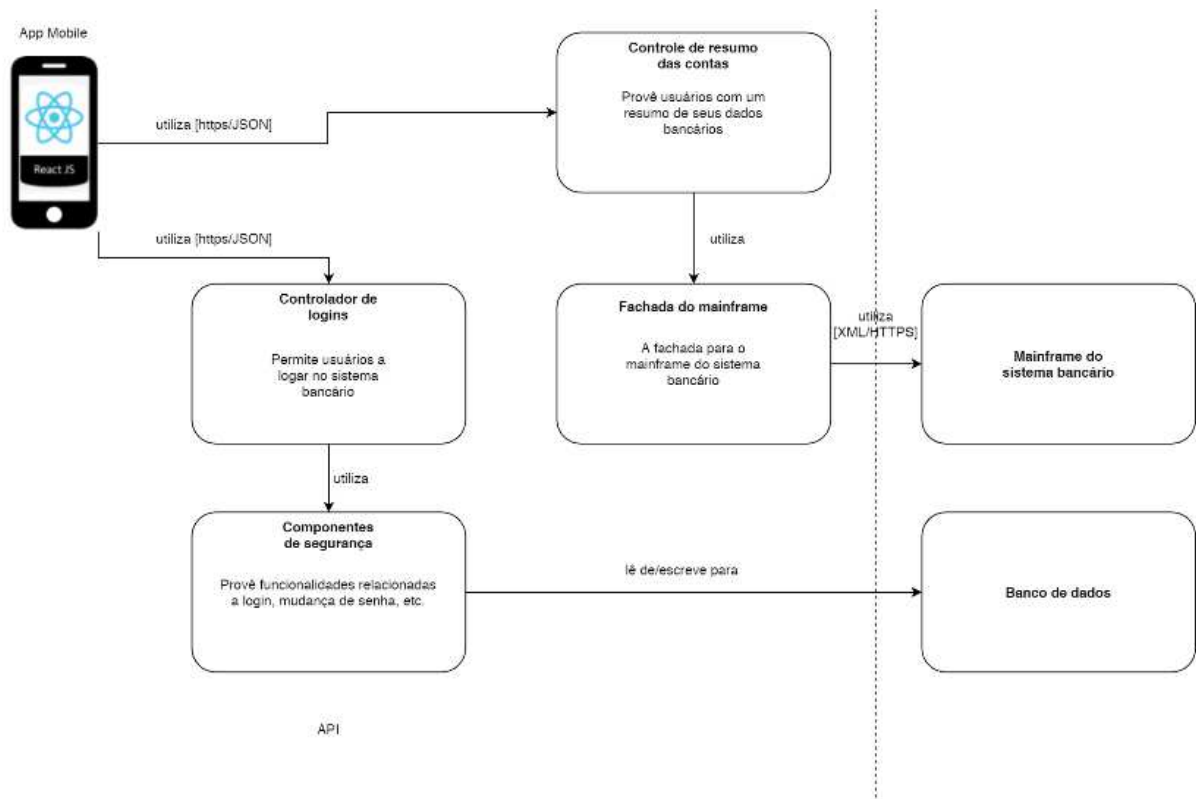 App Mobile
React JS
utiliza [https/JSON]
Controle de resumo
das contas
Provê usuários com um
resumo de seus dados
bancários
utiliza [https/JSON]
utiliza
Controlador de
logins
Permite usuários a
logar no sistema
bancário
Fachada do mainframe
A fachada para o
mainframe do sistema
bancário
utiliza
[XML/HTTPS]
Mainframe do
sistema bancário
utiliza
Componentes
de segurança
Provê funcionalidades relacionadas
a login, mudança de senha, etc.
lê de/escreve para
Banco de dados
API